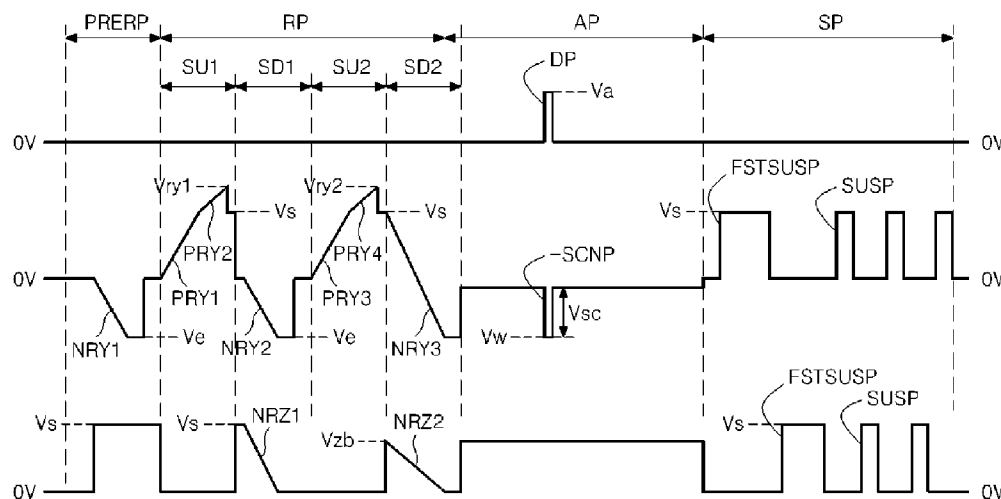 PRERP RP AP SP
SU1 SD1 SU2 SD2 DP
Va
0V 0V
FSTSUSP
Vry1 Vry2 SUSP
Vs Vs Vs
PRY2 PRY4
-SCNP
0V 0V
PRY1 PRY3
Vsc
Ve Ve Vw
NRY1 NRY2 NRY3
FSTSUSP
SUSP
Vs Vs NRZ1 Vs
Vzb NRZ2
0V 0V